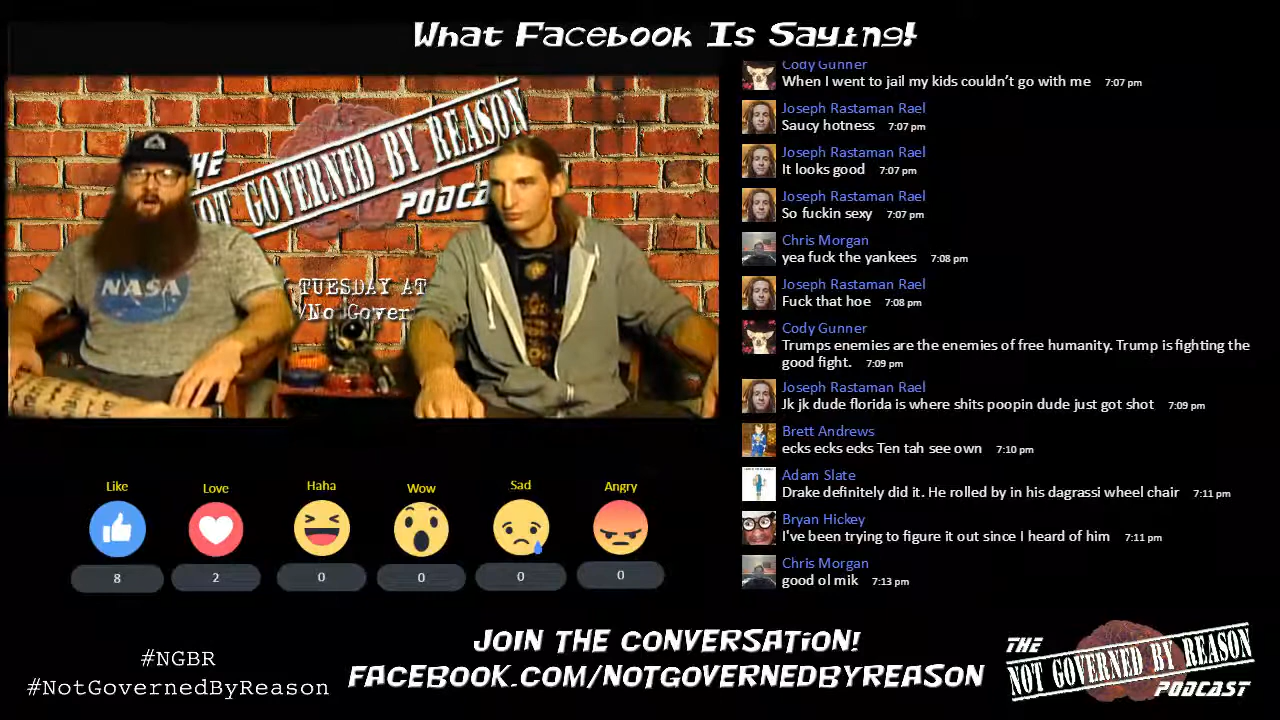 What Facebook Is Saying!
THE
NOT GOVERNED BY REASON
PODCA
NASA
TUESDAY AT
/No Gover
Cody Gunner
When I went to jail my kids couldn't go with me 7:07 pm
Joseph Rastaman Rael
Saucy hotness 7:07 pm
Joseph Rastaman Rael
It looks good 7:07 pm
Joseph Rastaman Rael
So fuckin sexy 7:07 pm
Chris Morgan
yea fuck the yankees 7:08 pm
Joseph Rastaman Rael
Fuck that hoe 7:08 pm
Cody Gunner
Trumps enemies are the enemies of free humanity. Trump is fighting the
good fight. 7:09 pm
Joseph Rastaman Rael
Jk jk dude florida is where shits poopin dude just got shot 7:09 pm
Brett Andrews
ecks ecks ecks Ten tah see own 7:10 pm
Adam Slate
Drake definitely did it. He rolled by in his dagrassi wheel chair 7:11 pm
Bryan Hickey
I've been trying to figure it out since I heard of him 7:11 pm
Chris Morgan
good ol mik 7:13 pm
Like Love Haha Wow Sad Angry
8 2 0 0 0 0
#NGBR
#NotGovernedByReason
JOIN THE CONVERSATION!
FACEBOOK.COM/NOTGOVERNEDBYREASON
THE
NOT GOVERNED BY REASON
PODCAST